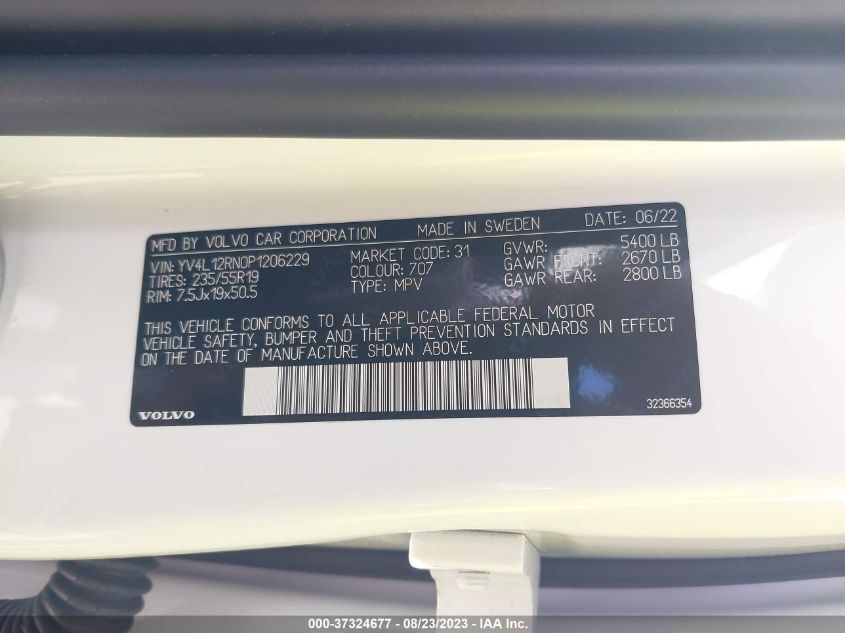 MFD BY VOLVO CAR CORPORATION MADE IN SWEDEN DATE: 06/22
VIN: YV4L12RN0P1206229 MARKET CODE: 31 GVWR: 5400 LB
TIRES: 235/55R19 COLOUR: 707 GAWR FRONT: 2670 LB
RIM: 7.5Jx19x50.5 TYPE: MPV GAWR REAR: 2800 LB
THIS VEHICLE CONFORMS TO ALL APPLICABLE FEDERAL MOTOR
VEHICLE SAFETY, BUMPER AND THEFT PREVENTION STANDARDS IN EFFECT
ON THE DATE OF MANUFACTURE SHOWN ABOVE.
VOLVO 32366354
000-37324677 - 08/23/2023 - IAA Inc.